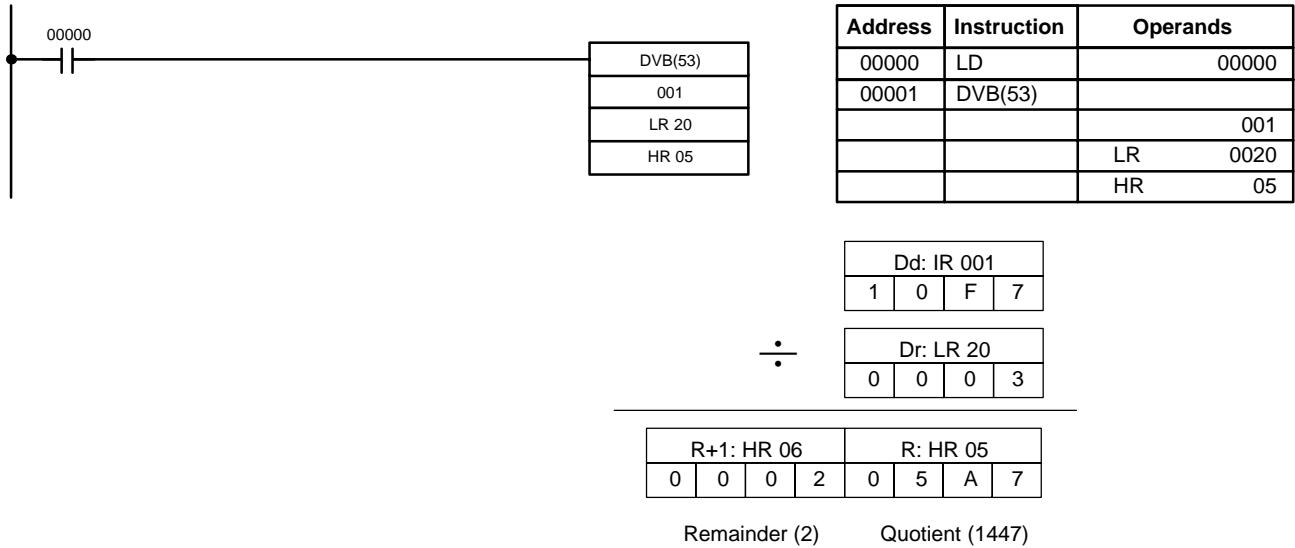 00000
DVB(53)
001
LR 20
HR 05
Address Instruction Operands
00000 LD 00000
00001 DVB(53)
001
LR 0020
HR 05
Dd: IR 001
1 0 F 7
÷
Dr: LR 20
0 0 0 3
R+1: HR 06 R: HR 05
0 0 0 2 0 5 A 7
Remainder (2) Quotient (1447)